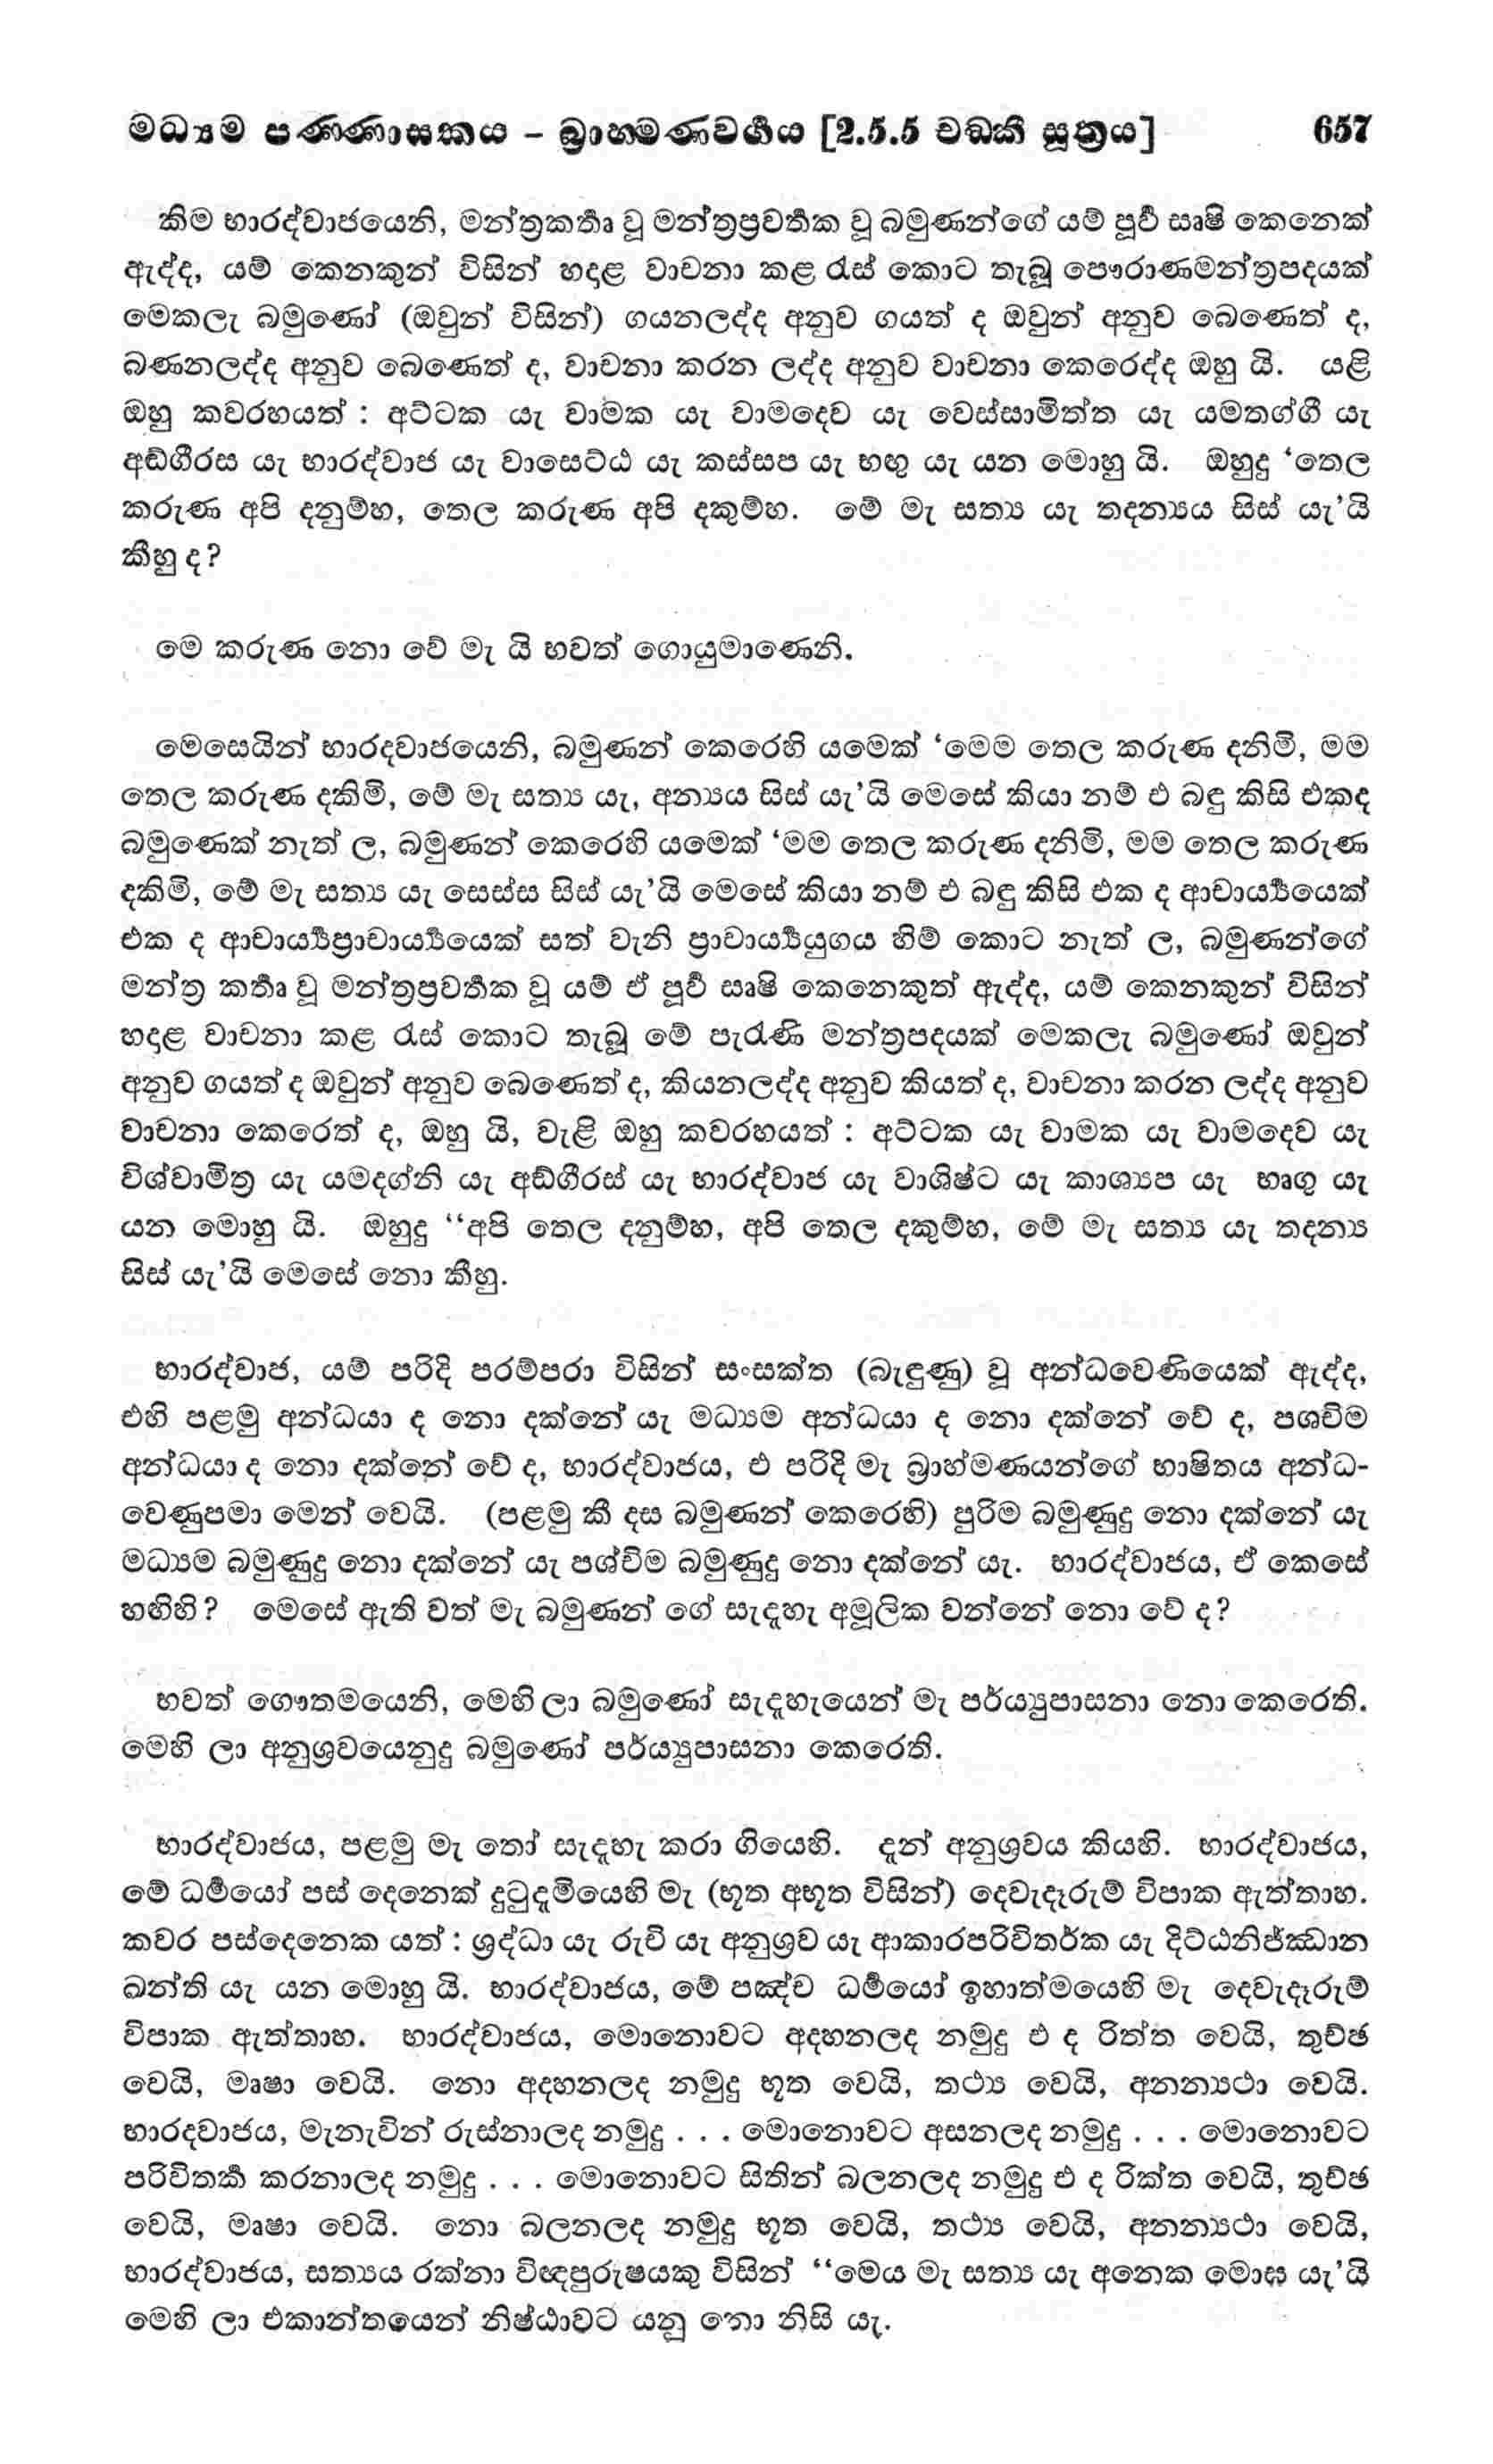 මධ්‍යම පණ්ණාසකය – බ්‍රාහ්මණවර්‍ගය [2.5.5 චඞ්කී සූත්‍රය] 657
කිම භාරද්වාජයෙනි, මන්ත්‍රකර්‍තෘ වූ මන්ත්‍රප්‍රවර්‍තක වූ බමුණන්ගේ යම් පූර්‍ව සෘෂි කෙනෙක්
ඇද්ද, යම් කෙනකුන් විසින් හදළ වාචනා කළ රැස් කොට තැබූ පෞරාණමන්ත්‍රපදයක්
මෙකලැ බමුණෝ (ඔවුන් විසින්) ගයනලද්ද අනුව ගයත් ද ඔවුන් අනුව බෙණෙත් ද,
බණනලද්ද අනුව බෙණෙත් ද, වාචනා කරන ලද්ද අනුව වාචනා කෙරෙද්ද ඔහු යි. යළි
ඔහු කවරහයත් : අට්ටක යැ වාමක යැ වාමදෙව යැ වෙස්සාමිත්ත යැ යමතග්ගි යැ
අඞ්ගීරස යැ භාරද්වාජ යැ වාසෙට්ඨ යැ කස්සප යැ භගු යැ යන මොහු යි. ඔහුදු ‘තෙල
කරුණ අපි දනුම්හ, තෙල කරුණ අපි දකුම්හ. මේ මැ සත්‍ය යැ තදන්‍යය සිස් යැ’යි
කීහු ද?
මෙ කරුණ නො වේ මැ යි භවත් ගොයුමාණෙනි.
මෙසෙයින් භාරදවාජයෙනි, බමුණන් කෙරෙහි යමෙක් ‘මෙම තෙල කරුණ දනිමි, මම
තෙල කරුණ දකිමි, මේ මැ සත්‍ය යැ, අන්‍යය සිස් යැ’යි මෙසේ කියා නම් එ බඳු කිසි එකද
බමුණෙක් නැත් ල, බමුණන් කෙරෙහි යමෙක් ‘මම තෙල කරුණ දනිමි, මම තෙල කරුණ
දකිමි, මේ මැ සත්‍ය යැ සෙස්ස සිස් යැ’යි මෙසේ කියා නම් එ බඳු කිසි එක ද ආචාර්‍ය්‍යයෙක්
එක ද ආචාර්‍ය්‍යප්‍රාචාර්‍ය්‍යයෙක් සත් වැනි ප්‍රාචාර්‍ය්‍යයුගය හිම් කොට නැත් ල, බමුණන්ගේ
මන්ත්‍ර කර්‍තෘ වූ මන්ත්‍රප්‍රවර්‍තක වූ යම් ඒ පූර්‍ව සෘෂි කෙනෙකුත් ඇද්ද, යම් කෙනකුන් විසින්
හදළ වාචනා කළ රැස් කොට තැබූ මේ පැරැණි මන්ත්‍රපදයක් මෙකලැ බමුණෝ ඔවුන්
අනුව ගයත් ද ඔවුන් අනුව බෙණෙත් ද, කියනලද්ද අනුව කියත් ද, වාචනා කරන ලද්ද අනුව
වාචනා කෙරෙත් ද, ඔහු යි, වැළි ඔහු කවරහයත් : අට්ටක යැ වාමක යැ වාමදෙව යැ
විශ්වාමිත්‍ර යැ යමදග්නි යැ අඞ්ගීරස් යැ භාරද්වාජ යැ වාශිෂ්ට යැ කාශ්‍යප යැ භෘගු යැ
යන මොහු යි. ඔහුදු “අපි තෙල දනුම්හ, අපි තෙල දකුම්හ, මේ මැ සත්‍ය යැ තදන්‍ය
සිස් යැ’යි මෙසේ නො කීහු.
භාරද්වාජ, යම් පරිදි පරම්පරා විසින් සංසක්ත (බැඳුණු) වූ අන්ධවෙණියෙක් ඇද්ද,
එහි පළමු අන්ධයා ද නො දක්නේ යැ මධ්‍යම අන්ධයා ද නො දක්නේ වේ ද, පශචිම
අන්ධයා ද නො දක්නේ වේ ද, භාරද්වාජය, එ පරිදි මැ බ්‍රාහ්මණයන්ගේ භාෂිතය අන්ධ-
වෙණුපමා මෙන් වෙයි. (පළමු කී දස බමුණන් කෙරෙහි) පුරිම බමුණුදු නො දක්නේ යැ
මධ්‍යම බමුණුදු නො දක්නේ යැ පශ්චිම බමුණුදු නො දක්නේ යැ. භාරද්වාජය, ඒ කෙසේ
හඟිහි? මෙසේ ඇති වත් මැ බමුණන් ගේ සැදැහැ අමූලික වන්නේ නො වේ ද?
භවත් ගෞතමයෙනි, මෙහි ලා බමුණෝ සැදැහැයෙන් මැ පර්ය්‍යුපාසනා නො කෙරෙති.
මෙහි ලා අනුශ්‍රවයෙනුදු බමුණෝ පර්ය්‍යුපාසනා කෙරෙති.
භාරද්වාජය, පළමු මැ තෝ සැදැහැ කරා ගියෙහි. දැන් අනුශ්‍රවය කියහි. භාරද්වාජය,
මේ ධර්‍මයෝ පස් දෙනෙක් දුටුදැමියෙහි මැ (භූත අභූත විසින්) දෙවැදෑරුම් විපාක ඇත්තාහ.
කවර පස්දෙනෙක යත් : ශ්‍රද්ධා යැ රුචි යැ අනුශ්‍රව යැ ආකාරපරිවිතර්ක යැ දිට්ඨිනිජ්ඣාන
ඛන්ති යැ යන මොහු යි. භාරද්වාජය, මේ පඤ්ච ධර්‍මයෝ ඉහාත්මයෙහි මැ දෙවැදෑරුම්
විපාක ඇත්තාහ. භාරද්වාජය, මොනොවට අදහනලද නමුදු එ ද රිත්ත වෙයි, තුච්ඡ
වෙයි, මෘෂා වෙයි. නො අදහනලද නමුදු භූත වෙයි, තථ්‍ය වෙයි, අනන්‍යථා වෙයි.
භාරදවාජය, මැනැවින් රුස්නාලද නමුදු . . . මොනොවට අසනලද නමුදු . . . මොනොවට
පරිවිතර්‍ක කරනාලද නමුදු . . . මොනොවට සිතින් බලනලද නමුදු එ ද රික්ත වෙයි, තුච්ඡ
වෙයි, මෘෂා වෙයි. නො බලනලද නමුදු භූත වෙයි, තථ්‍ය වෙයි, අනන්‍යථා වෙයි,
භාරද්වාජය, සත්‍යය රක්නා විඥපුරුෂයකු විසින් “මෙය මැ සත්‍ය යැ අනෙක මොඝ යැ’යි
මෙහි ලා එකාන්තයෙන් නිෂ්ඨාවට යනු නො නිසි යැ.